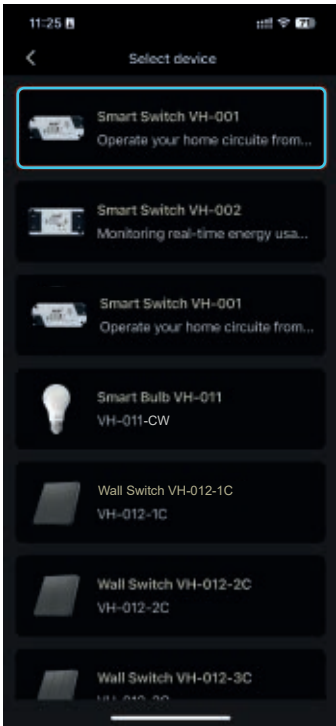 11:25
71
Select device
Smart Switch VH-001
Operate your home circuite from...
Smart Switch VH-002
Monitoring real-time energy usa...
Smart Switch VH-001
Operate your home circuite from...
Smart Bulb VH-011
VH-011-CW
Wall Switch VH-012-1C
VH-012-1C
Wall Switch VH-012-2C
VH-012-2C
Wall Switch VH-012-3C